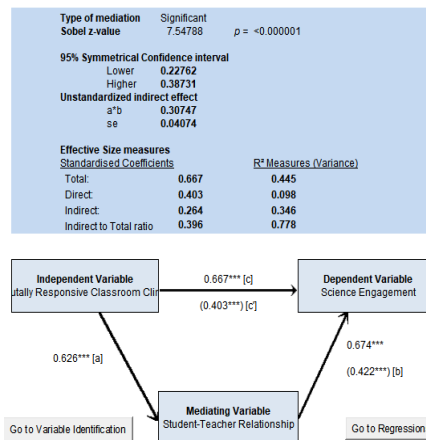 Type of mediation Significant
Sobel z-value 7.54788 p = <0.000001
95% Symmetrical Confidence interval
Lower 0.22762
Higher 0.38731
Unstandardized indirect effect
a*b 0.30747
se 0.04074
Effective Size measures
Standardised Coefficients R² Measures (Variance)
Total: 0.667 0.445
Direct: 0.403 0.098
Indirect: 0.264 0.346
Indirect to Total ratio 0.396 0.778
Independent Variable 0.667*** [c] Dependent Variable
utally Responsive Classroom Clir (0.403***) [c'] Science Engagement
0.674***
0.626*** [a] (0.422***) [b]
Mediating Variable
Go to Variable Identification Student-Teacher Relationship Go to Regression